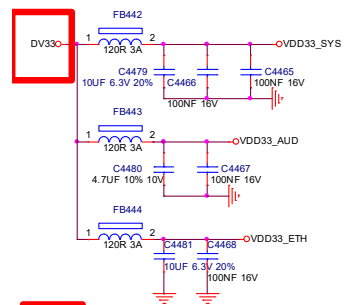 FB442
DV33
1
2
VDD33_SYS
120R 3A
C4479
C4465
10UF 6.3V 20%
C4466
100NF 16V
100NF 16V
FB443
1
2
VDD33_AUD
120R 3A
C4480
C4467
4.7UF 10% 10V
100NF 16V
FB444
1
2
VDD33_ETH
120R 3A
C4481
C4468
10UF 6.3V 20%
100NF 16V